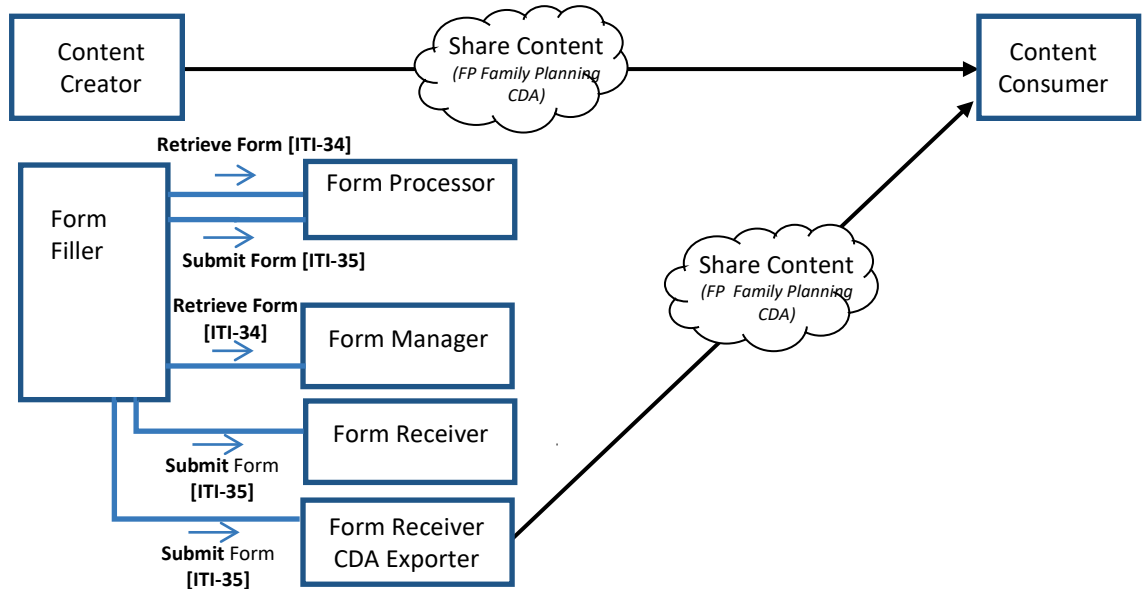 Content
Creator
Share Content
(FP Family Planning
CDA)
Content
Consumer
Retrieve Form [ITI-34]
Form
Filler
Form Processor
Submit Form [ITI-35]
Retrieve Form
[ITI-34]
Form Manager
Share Content
(FP  Family Planning
CDA)
Form Receiver
Submit Form
[ITI-35]
Form Receiver
CDA Exporter
Submit Form
[ITI-35]